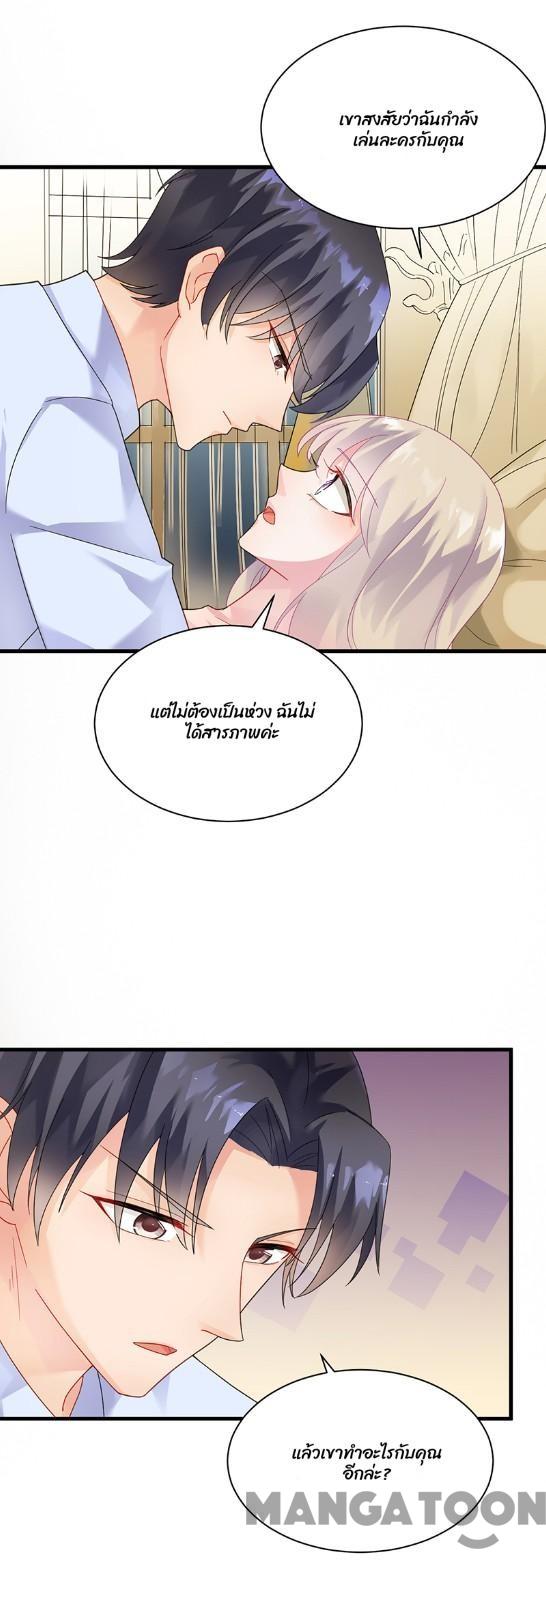 เขาสงสัยว่าฉันกำลัง
เล่นละครกับคุณ
แต่ไม่ต้องเป็นห่วง ฉันไม่
ได้สารภาพค่ะ
แล้วเขาทำอะไรกับคุณ
อีกล่ะ?
MANGATOON